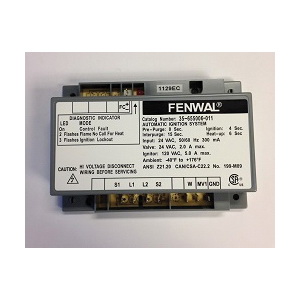 1129EC
FC+
FENWAL
DIAGNOSTIC INDICATOR
LED MODE
On Control Fault
2 Flashes Flame No Call for Heat
3 Flashes Ignition Lockout
Catalog Number: 35-655000-011
AUTOMATIC IGNITION SYSTEM
Pre-Purge: 0 Sec. Ignition: 4 Sec.
Interpurge: 15 Sec. Heat-up: 6 Sec.
Input: 24 VAC, 50/60 Hz 300 mA
Valve: 24 VAC, 2.0 A max.
Ignitor: 120 VAC, 5.0 A max.
Ambient: -40°F to +176°F
ANSI Z21.20 CAN/CSA-C22.2 No. 199-M89
HI VOLTAGE DISCONNECT
WIRING BEFORE SERVICING
S1 L1 L2 S2 W MV1 GND